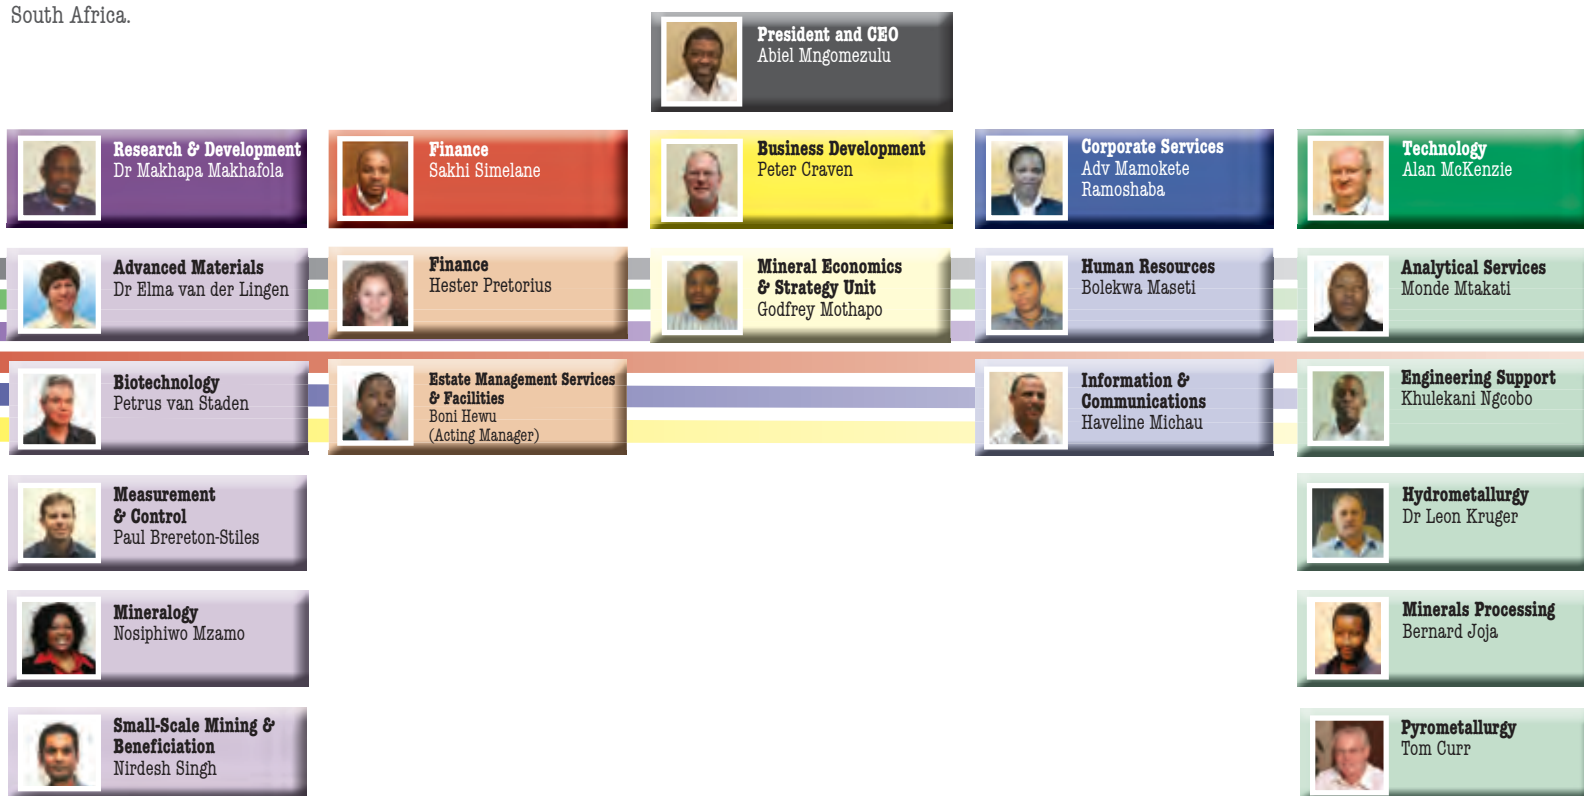 South Africa.
President and CEO
Abiel Mngomezulu
Research & Development
Dr Makhapa Makhafola
Finance
Sakhi Simelane
Business Development
Peter Craven
Corporate Services
Adv Mamokete
Ramoshaba
Technology
Alan McKenzie
Advanced Materials
Dr Elma van der Lingen
Finance
Hester Pretorius
Mineral Economics
& Strategy Unit
Godfrey Mothapo
Human Resources
Bolekwa Maseti
Analytical Services
Monde Mtakati
Biotechnology
Petrus van Staden
Estate Management Services
& Facilities
Boni Hewu
(Acting Manager)
Information &
Communications
Haveline Michau
Engineering Support
Khulekani Ngcobo
Measurement
& Control
Paul Brereton-Stiles
Hydrometallurgy
Dr Leon Kruger
Mineralogy
Nosiphiwo Mzamo
Minerals Processing
Bernard Joja
Small-Scale Mining &
Beneficiation
Nirdesh Singh
Pyrometallurgy
Tom Curr